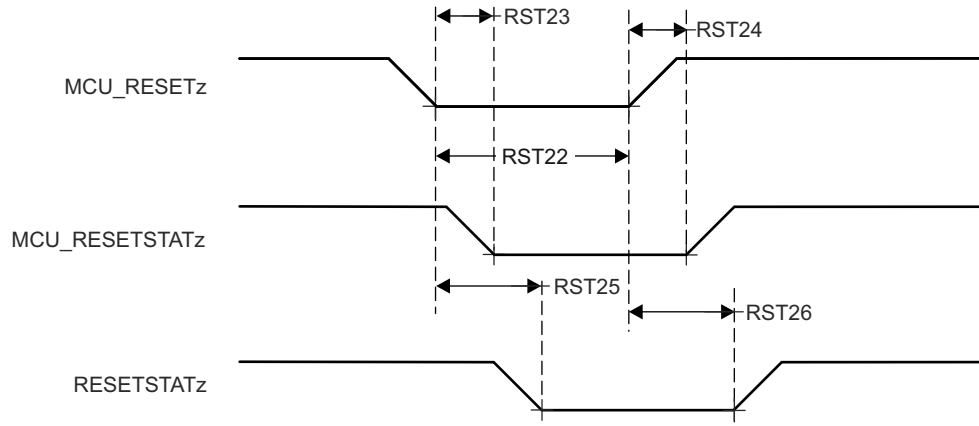 RST23
RST24
MCU_RESETz
RST22
MCU_RESETSTATz
RST25
RST26
RESETSTATz